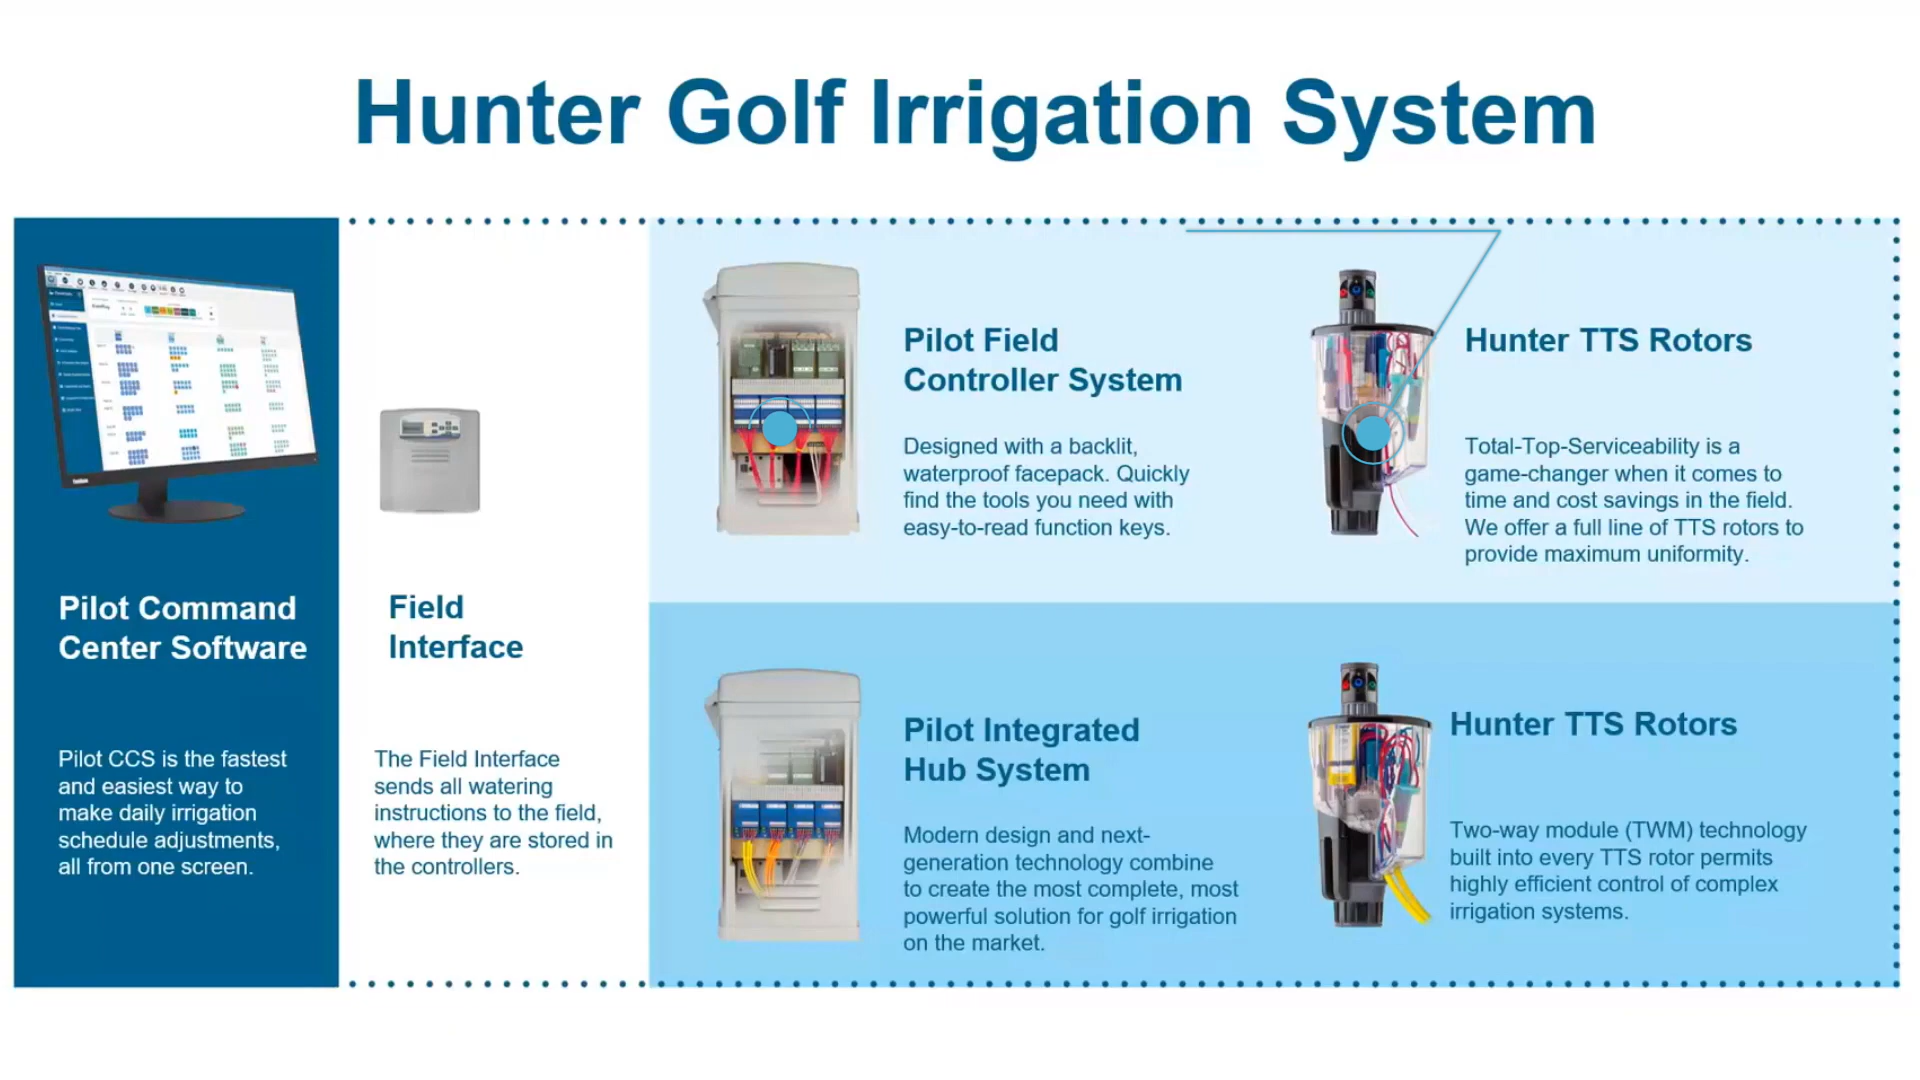 Hunter Golf Irrigation System
Pilot Command
Center Software
Pilot CCS is the fastest
and easiest way to
make daily irrigation
schedule adjustments,
all from one screen.
Field
Interface
The Field Interface
sends all watering
instructions to the field,
where they are stored in
the controllers.
Pilot Field
Controller System
Designed with a backlit,
waterproof facepack. Quickly
find the tools you need with
easy-to-read function keys.
Hunter TTS Rotors
Total-Top-Serviceability is a
game-changer when it comes to
time and cost savings in the field.
We offer a full line of TTS rotors to
provide maximum uniformity.
Pilot Integrated
Hub System
Modern design and next-
generation technology combine
to create the most complete, most
powerful solution for golf irrigation
on the market.
Hunter TTS Rotors
Two-way module (TWM) technology
built into every TTS rotor permits
highly efficient control of complex
irrigation systems.